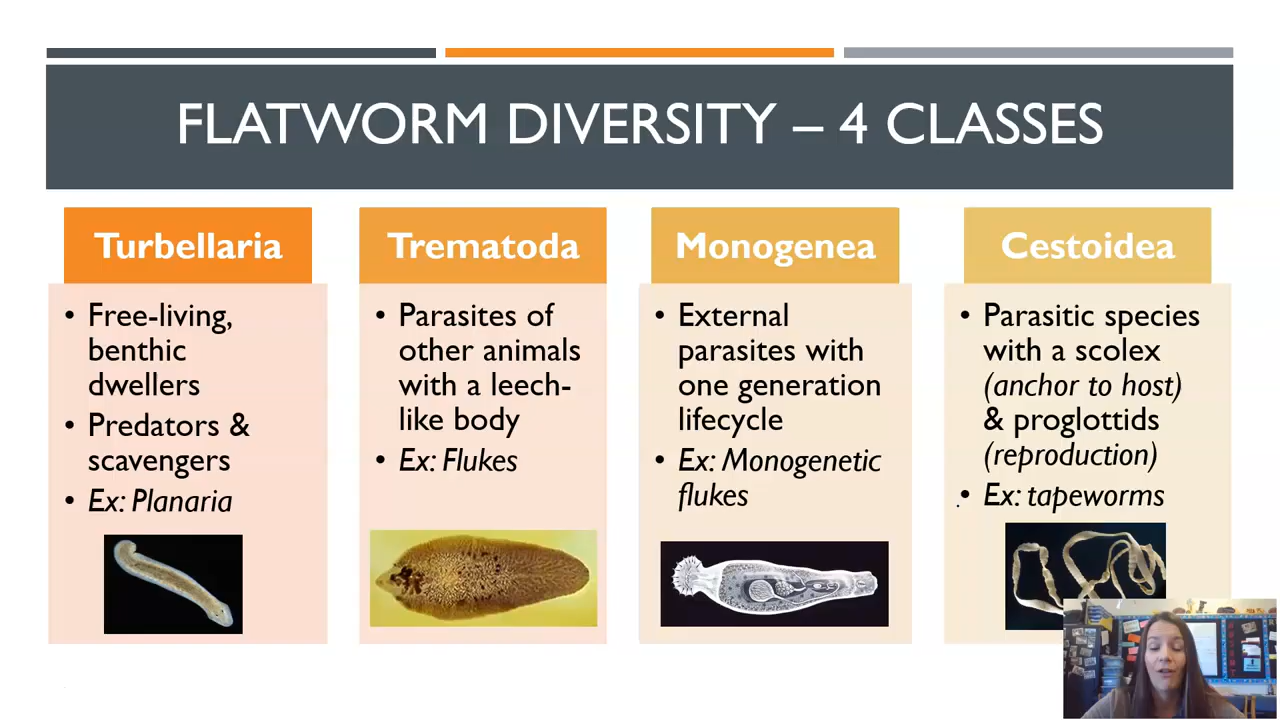 FLATWORM DIVERSITY – 4 CLASSES
Turbellaria
• Free-living,
benthic
dwellers
• Predators &
scavengers
• Ex: Planaria
Trematoda
• Parasites of
other animals
with a leech-
like body
• Ex: Flukes
Monogenea
• External
parasites with
one generation
lifecycle
• Ex: Monogenetic
flukes
Cestoidea
• Parasitic species
with a scolex
(anchor to host)
& proglottids
(reproduction)
• Ex: tapeworms